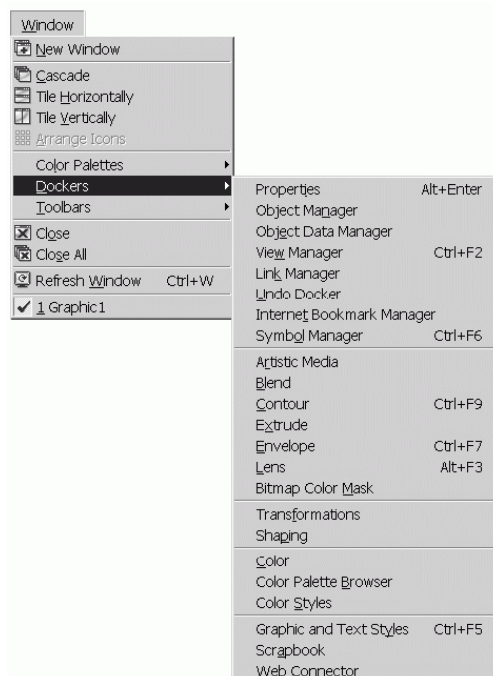 Window
New Window
Cascade
Tile Horizontally
Tile Vertically
Arrange Icons
Color Palettes
Dockers
Toolbars
Close
Close All
Refresh Window Ctrl+W
1 Graphic1
Properties Alt+Enter
Object Manager
Object Data Manager
View Manager Ctrl+F2
Link Manager
Undo Docker
Internet Bookmark Manager
Symbol Manager Ctrl+F6
Artistic Media
Blend
Contour Ctrl+F9
Extrude
Envelope Ctrl+F7
Lens Alt+F3
Bitmap Color Mask
Transformations
Shaping
Color
Color Palette Browser
Color Styles
Graphic and Text Styles Ctrl+F5
Scrapbook
Web Connector